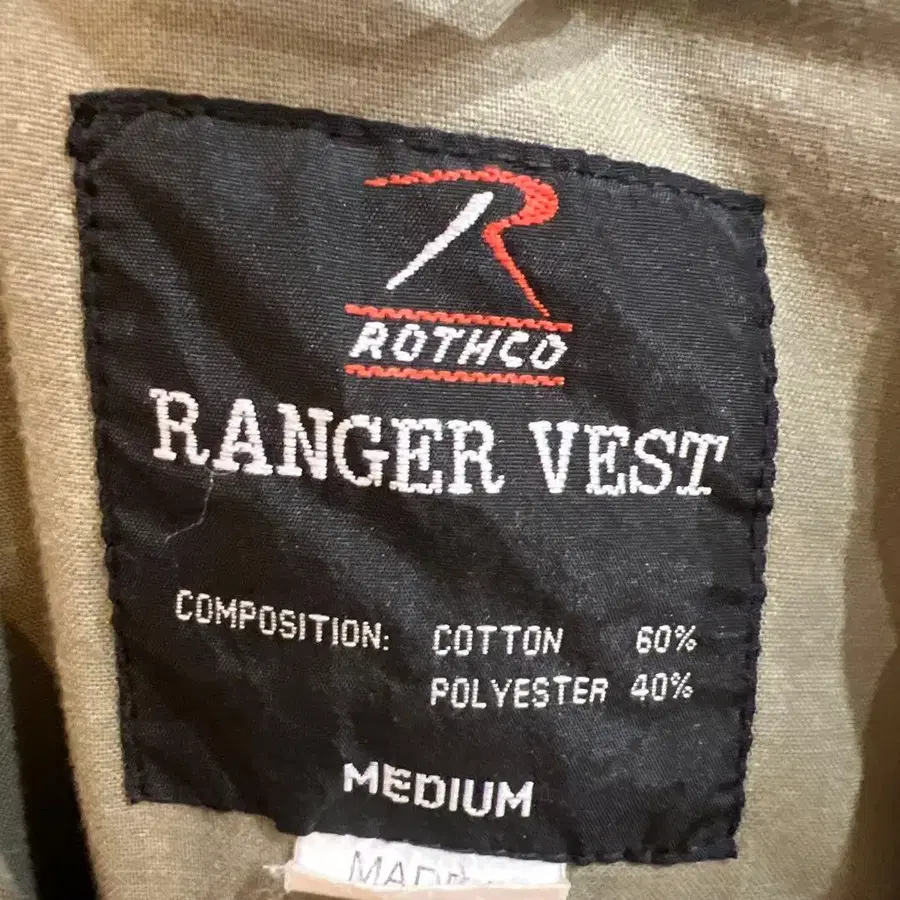 R
ROTHCO
RANGER VEST
COMPOSITION: COTTON 60%
POLYESTER 40%
MEDIUM